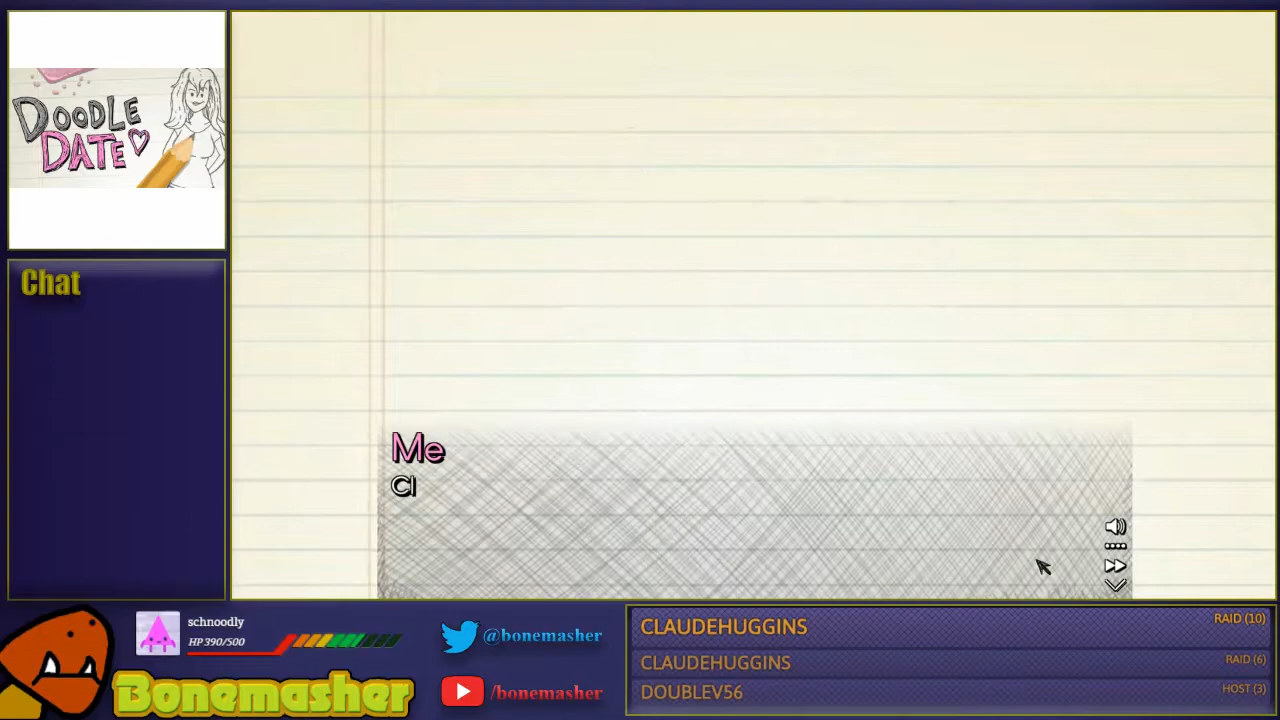 DOODLE
DATE
Chat
Me
Cl
schnoodly
HP 390/500
Bonemasher
@bonemasher
/bonemasher
CLAUDEHUGGINS RAID (10)
CLAUDEHUGGINS RAID (6)
DOUBLEV56 HOST (3)